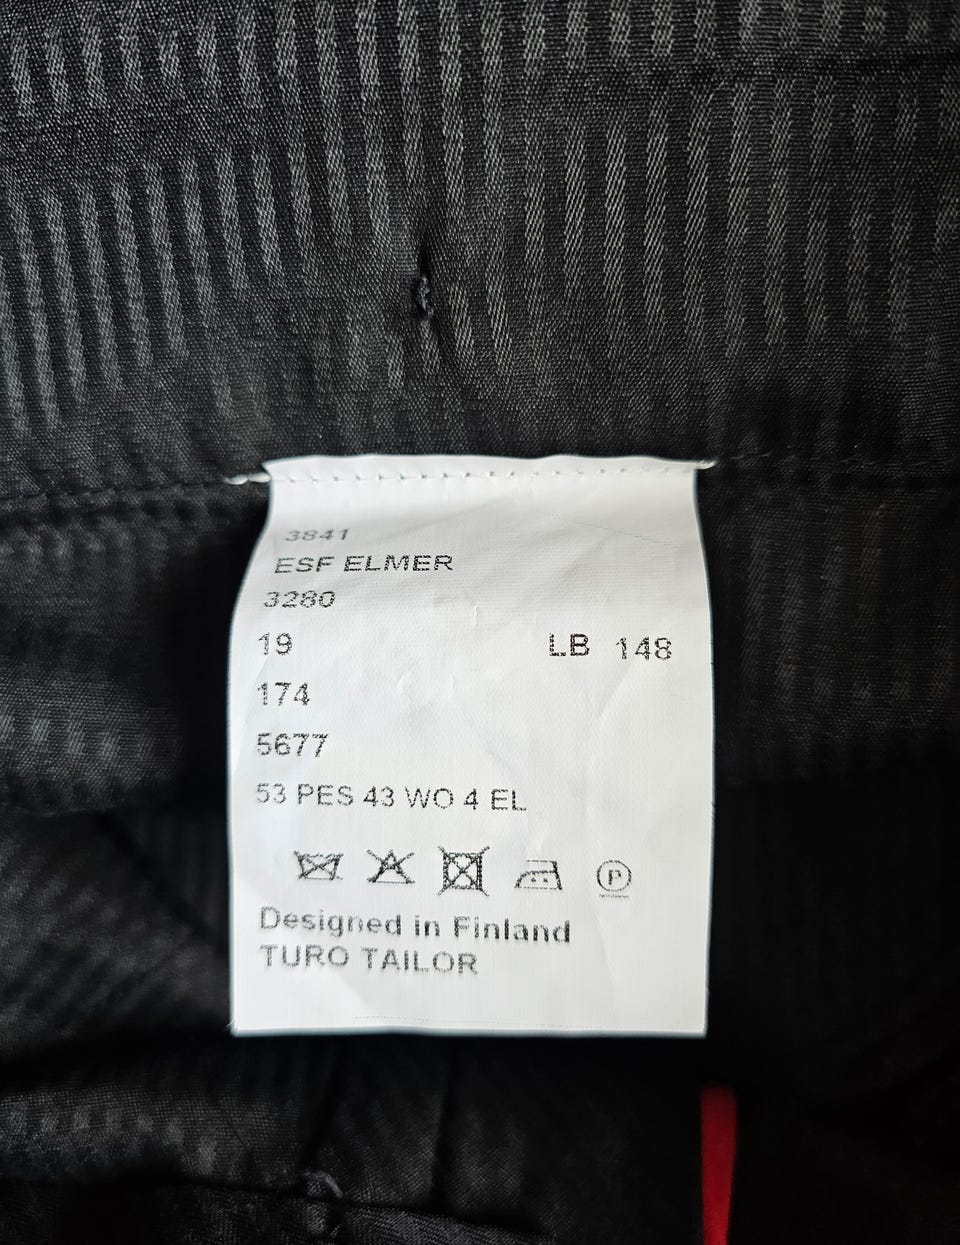 3841
ESF ELMER
3280
19 LB 148
174
5677
53 PES 43 WO 4 EL
P
Designed in Finland
TURO TAILOR